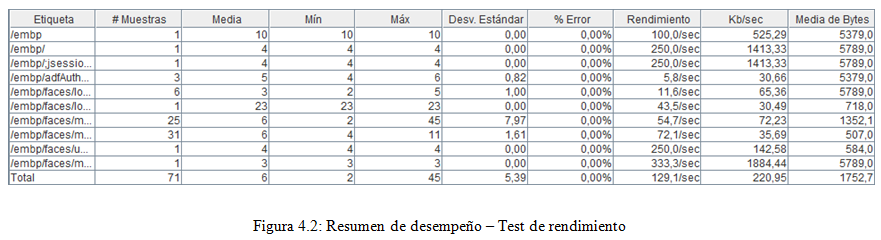 Etiqueta # Muestras Media Mín Máx Desv. Estándar % Error Rendimiento Kb/sec Media de Bytes
/embp 1 10 10 10 0,00 0,00% 100,0/sec 525,29 5379,0
/embp/ 1 4 4 4 0,00 0,00% 250,0/sec 1413,33 5789,0
/embp/;jsessio... 1 4 4 4 0,00 0,00% 250,0/sec 1413,33 5789,0
/embp/adfAuth... 3 5 4 6 0,82 0,00% 5,8/sec 30,66 5379,0
/embp/faces/lo... 6 3 2 5 1,00 0,00% 11,6/sec 65,36 5789,0
/embp/faces/lo... 1 23 23 23 0,00 0,00% 43,5/sec 30,49 718,0
/embp/faces/m... 25 6 2 45 7,97 0,00% 54,7/sec 72,23 1352,1
/embp/faces/m... 31 6 4 11 1,61 0,00% 72,1/sec 35,69 507,0
/embp/faces/u... 1 4 4 4 0,00 0,00% 250,0/sec 142,58 584,0
/embp/faces/m... 1 3 3 3 0,00 0,00% 333,3/sec 1884,44 5789,0
Total 71 6 2 45 5,39 0,00% 129,1/sec 220,95 1752,7
Figura 4.2: Resumen de desempeño – Test de rendimiento